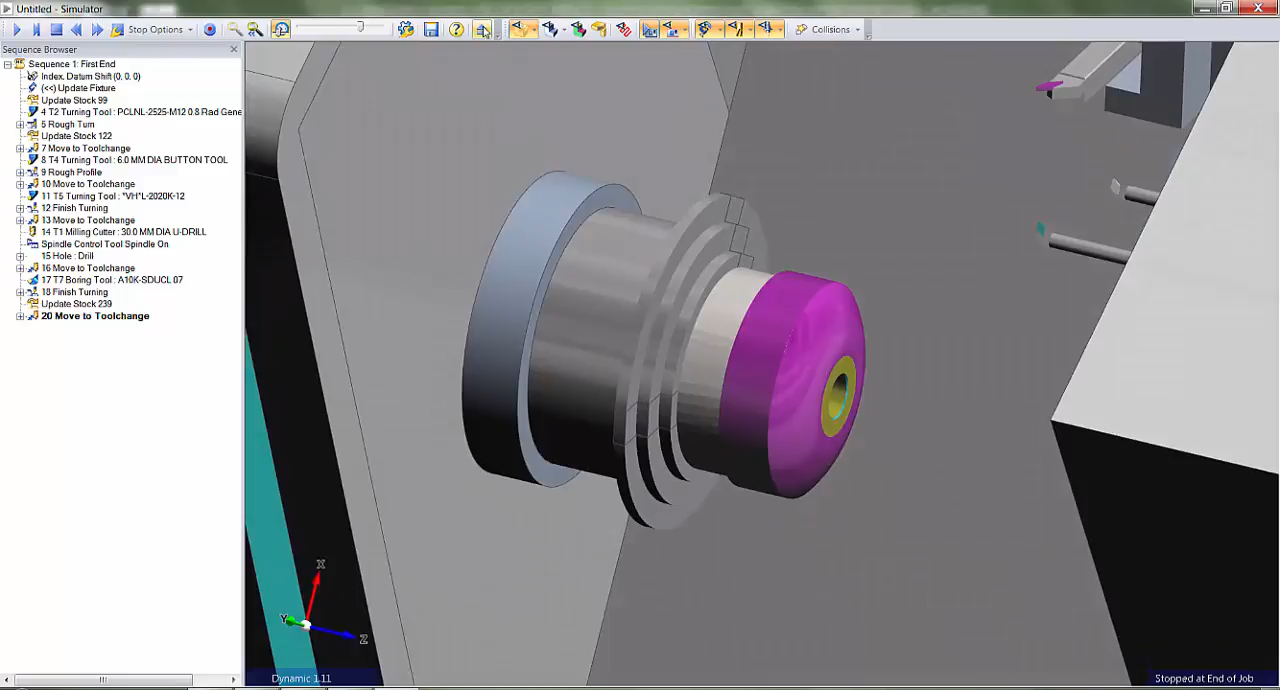 Untitled - Simulator
Stop Options
Collisions
Sequence Browser
Sequence 1: First End
Index. Datum Shift (0. 0. 0)
(<<) Update Fixture
Update Stock 99
4 T2 Turning Tool : PCLNL-2525-M12 0.8 Rad Gene
5 Rough Turn
Update Stock 122
7 Move to Toolchange
8 T4 Turning Tool : 6.0 MM DIA BUTTON TOOL
9 Rough Profile
10 Move to Toolchange
11 T5 Turning Tool : *VH*L-2020K-12
12 Finish Turning
13 Move to Toolchange
14 T1 Milling Cutter : 30.0 MM DIA U-DRILL
Spindle Control Tool Spindle On
15 Hole : Drill
16 Move to Toolchange
17 T7 Boring Tool : A10K-SDUCL 07
18 Finish Turning
Update Stock 239
20 Move to Toolchange
X
Y
Z
Dynamic 1.11
Stopped at End of Job